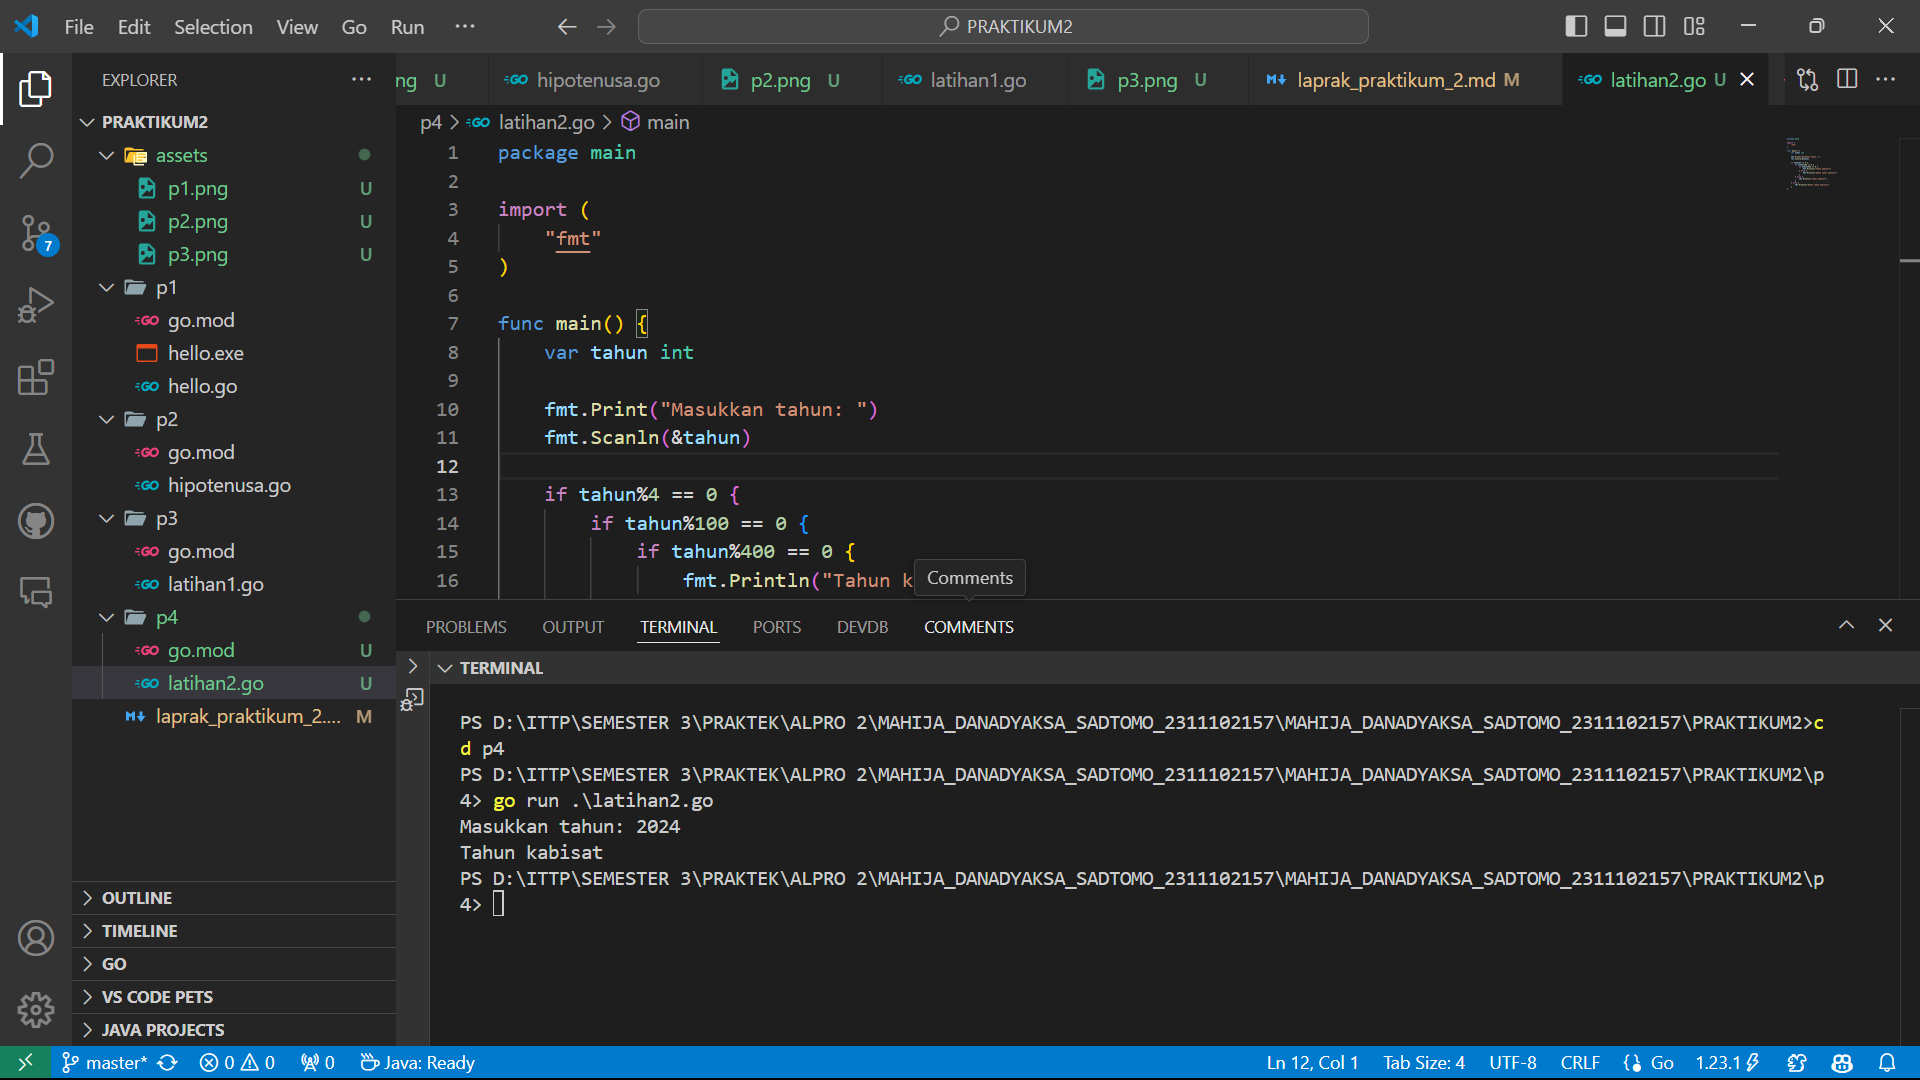 File Edit Selection View Go Run ··· PRAKTIKUM2
EXPLORER
ng U hipotenusa.go p2.png U latihan1.go p3.png U laprak_praktikum_2.md M latihan2.go U
PRAKTIKUM2
assets
p1.png U
p2.png U
p3.png U
p1
go.mod
hello.exe
hello.go
p2
go.mod
hipotenusa.go
p3
go.mod
latihan1.go
p4
go.mod U
latihan2.go U
laprak_praktikum_2.... M
OUTLINE
TIMELINE
GO
VS CODE PETS
JAVA PROJECTS
7
p4 > latihan2.go > main
1 package main
2
3 import (
4 "fmt"
5 )
6
7 func main() {
8 var tahun int
9
10 fmt.Print("Masukkan tahun: ")
11 fmt.Scanln(&tahun)
12
13 if tahun%4 == 0 {
14 if tahun%100 == 0 {
15 if tahun%400 == 0 {
16 fmt.Println("Tahun k
Comments
PROBLEMS OUTPUT TERMINAL PORTS DEVDB COMMENTS
TERMINAL
PS D:\ITTP\SEMESTER 3\PRAKTEK\ALPRO 2\MAHIJA_DANADYAKSA_SADTOMO_2311102157\MAHIJA_DANADYAKSA_SADTOMO_2311102157\PRAKTIKUM2>c
d p4
PS D:\ITTP\SEMESTER 3\PRAKTEK\ALPRO 2\MAHIJA_DANADYAKSA_SADTOMO_2311102157\MAHIJA_DANADYAKSA_SADTOMO_2311102157\PRAKTIKUM2\p
4> go run .\latihan2.go
Masukkan tahun: 2024
Tahun kabisat
PS D:\ITTP\SEMESTER 3\PRAKTEK\ALPRO 2\MAHIJA_DANADYAKSA_SADTOMO_2311102157\MAHIJA_DANADYAKSA_SADTOMO_2311102157\PRAKTIKUM2\p
4>
master* 0 0 0 Java: Ready Ln 12, Col 1 Tab Size: 4 UTF-8 CRLF Go 1.23.1